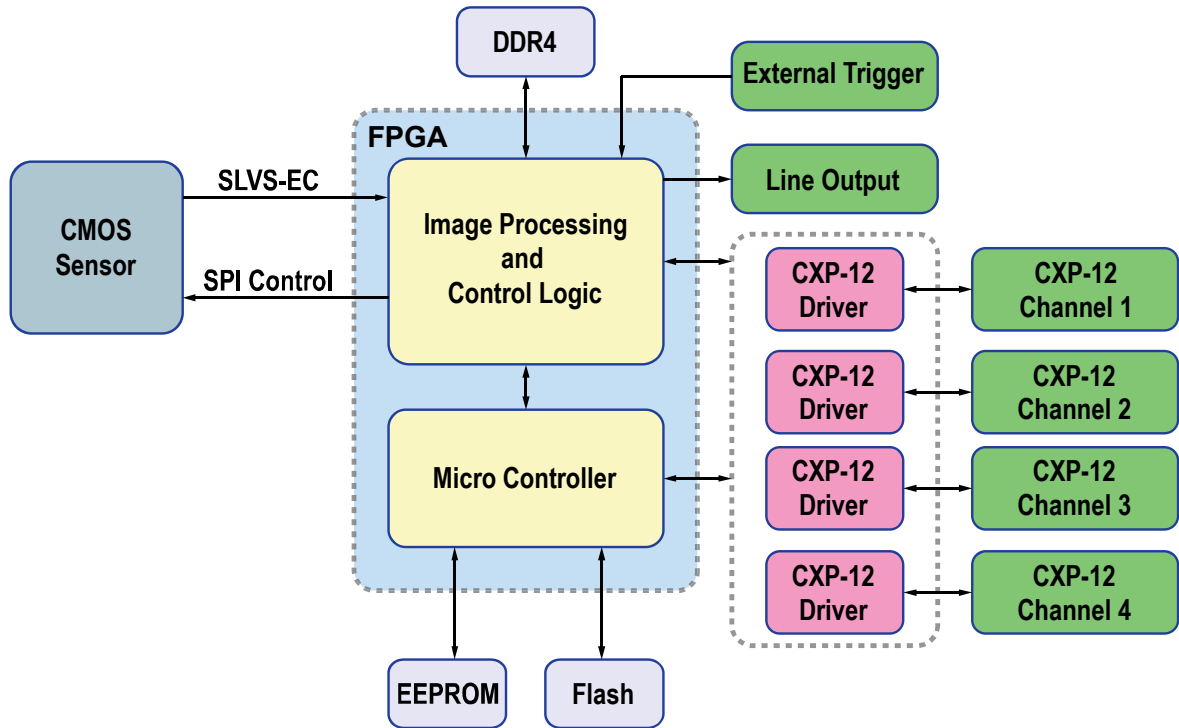 DDR4
External Trigger
FPGA
SLVS-EC
Line Output
CMOS
Sensor
Image Processing
and
Control Logic
SPI Control
CXP-12
Driver
CXP-12
Channel 1
CXP-12
Driver
CXP-12
Channel 2
Micro Controller
CXP-12
Driver
CXP-12
Channel 3
CXP-12
Driver
CXP-12
Channel 4
EEPROM
Flash